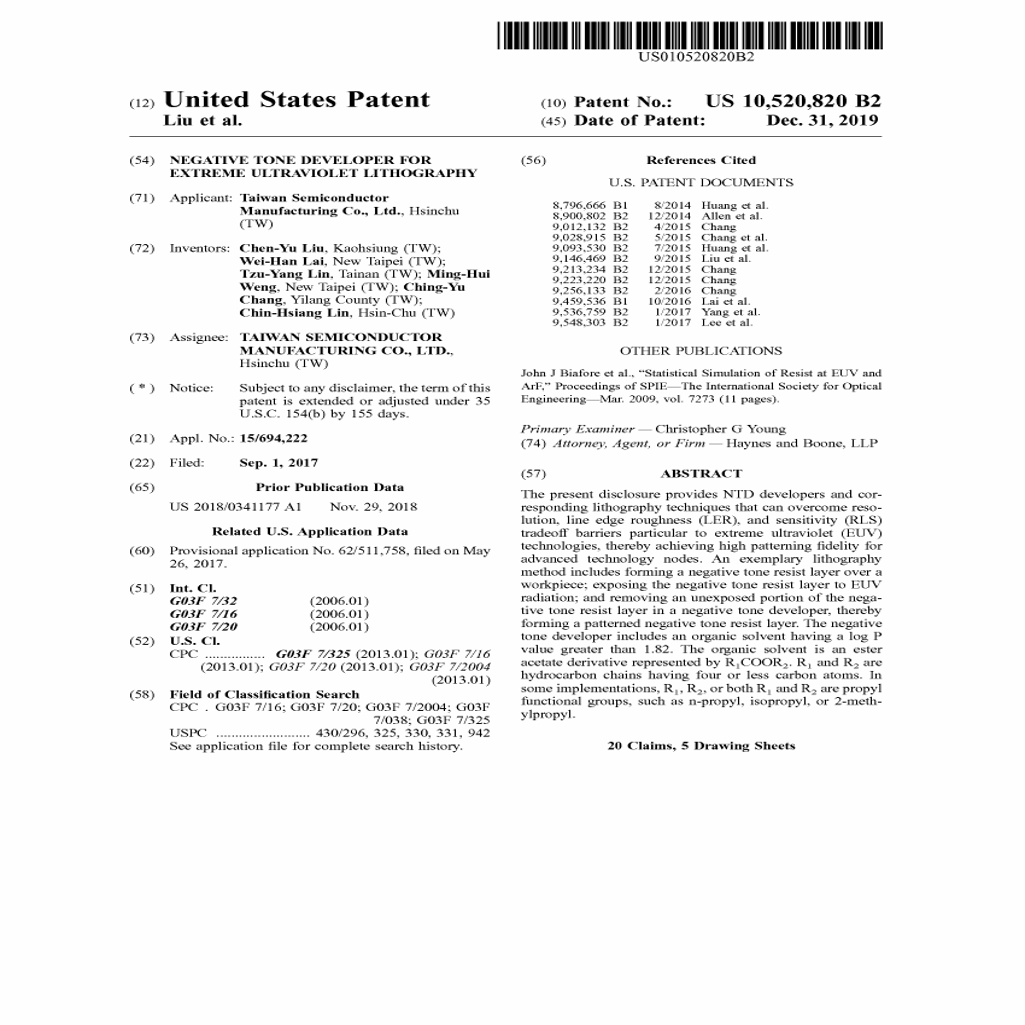 US010520820B2
(12) United States Patent
Liu et al.
(10) Patent No.: US 10,520,820 B2
(45) Date of Patent: Dec. 31, 2019
(54) NEGATIVE TONE DEVELOPER FOR
EXTREME ULTRAVIOLET LITHOGRAPHY
(71) Applicant: Taiwan Semiconductor
Manufacturing Co., Ltd., Hsinchu
(TW)
(72) Inventors: Chen-Yu Liu, Kaohsiung (TW);
Wei-Han Lai, New Taipei (TW);
Tzu-Yang Lin, Tainan (TW); Ming-Hui
Weng, New Taipei (TW); Ching-Yu
Chang, Yilang County (TW);
Chin-Hsiang Lin, Hsin-Chu (TW)
(73) Assignee: TAIWAN SEMICONDUCTOR
MANUFACTURING CO., LTD.,
Hsinchu (TW)
( * ) Notice: Subject to any disclaimer, the term of this
patent is extended or adjusted under 35
U.S.C. 154(b) by 155 days.
(21) Appl. No.: 15/694,222
(22) Filed: Sep. 1, 2017
(65) Prior Publication Data
US 2018/0341177 A1 Nov. 29, 2018
Related U.S. Application Data
(60) Provisional application No. 62/511,758, filed on May
26, 2017.
(51) Int. Cl.
G03F 7/32 (2006.01)
G03F 7/16 (2006.01)
G03F 7/20 (2006.01)
(52) U.S. Cl.
CPC ............... G03F 7/325 (2013.01); G03F 7/16
(2013.01); G03F 7/20 (2013.01); G03F 7/2004
(2013.01)
(58) Field of Classification Search
CPC . G03F 7/16; G03F 7/20; G03F 7/2004; G03F
7/038; G03F 7/325
USPC ......................... 430/296, 325, 330, 331, 942
See application file for complete search history.
(56) References Cited
U.S. PATENT DOCUMENTS
8,796,666 B1 8/2014 Huang et al.
8,900,802 B2 12/2014 Allen et al.
9,012,132 B2 4/2015 Chang
9,028,915 B2 5/2015 Chang et al.
9,093,530 B2 7/2015 Huang et al.
9,146,469 B2 9/2015 Liu et al.
9,213,234 B2 12/2015 Chang
9,223,220 B2 12/2015 Chang
9,256,133 B2 2/2016 Chang
9,459,536 B1 10/2016 Lai et al.
9,536,759 B2 1/2017 Yang et al.
9,548,303 B2 1/2017 Lee et al.
OTHER PUBLICATIONS
John J Biafore et al., “Statistical Simulation of Resist at EUV and
ArF,” Proceedings of SPIE—The International Society for Optical
Engineering—Mar. 2009, vol. 7273 (11 pages).
Primary Examiner — Christopher G Young
(74) Attorney, Agent, or Firm — Haynes and Boone, LLP
(57) ABSTRACT
The present disclosure provides NTD developers and cor-
responding lithography techniques that can overcome reso-
lution, line edge roughness (LER), and sensitivity (RLS)
tradeoff barriers particular to extreme ultraviolet (EUV)
technologies, thereby achieving high patterning fidelity for
advanced technology nodes. An exemplary lithography
method includes forming a negative tone resist layer over a
workpiece; exposing the negative tone resist layer to EUV
radiation; and removing an unexposed portion of the nega-
tive tone resist layer in a negative tone developer, thereby
forming a patterned negative tone resist layer. The negative
tone developer includes an organic solvent having a log P
value greater than 1.82. The organic solvent is an ester
acetate derivative represented by R₁COOR₂. R₁ and R₂ are
hydrocarbon chains having four or less carbon atoms. In
some implementations, R₁, R₂, or both R₁ and R₂ are propyl
functional groups, such as n-propyl, isopropyl, or 2-meth-
ylpropyl.
20 Claims, 5 Drawing Sheets